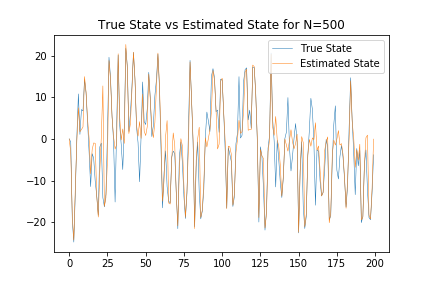 True State vs Estimated State for N=500
True State
Estimated State
20
10
0
−10
−20
0 25 50 75 100 125 150 175 200